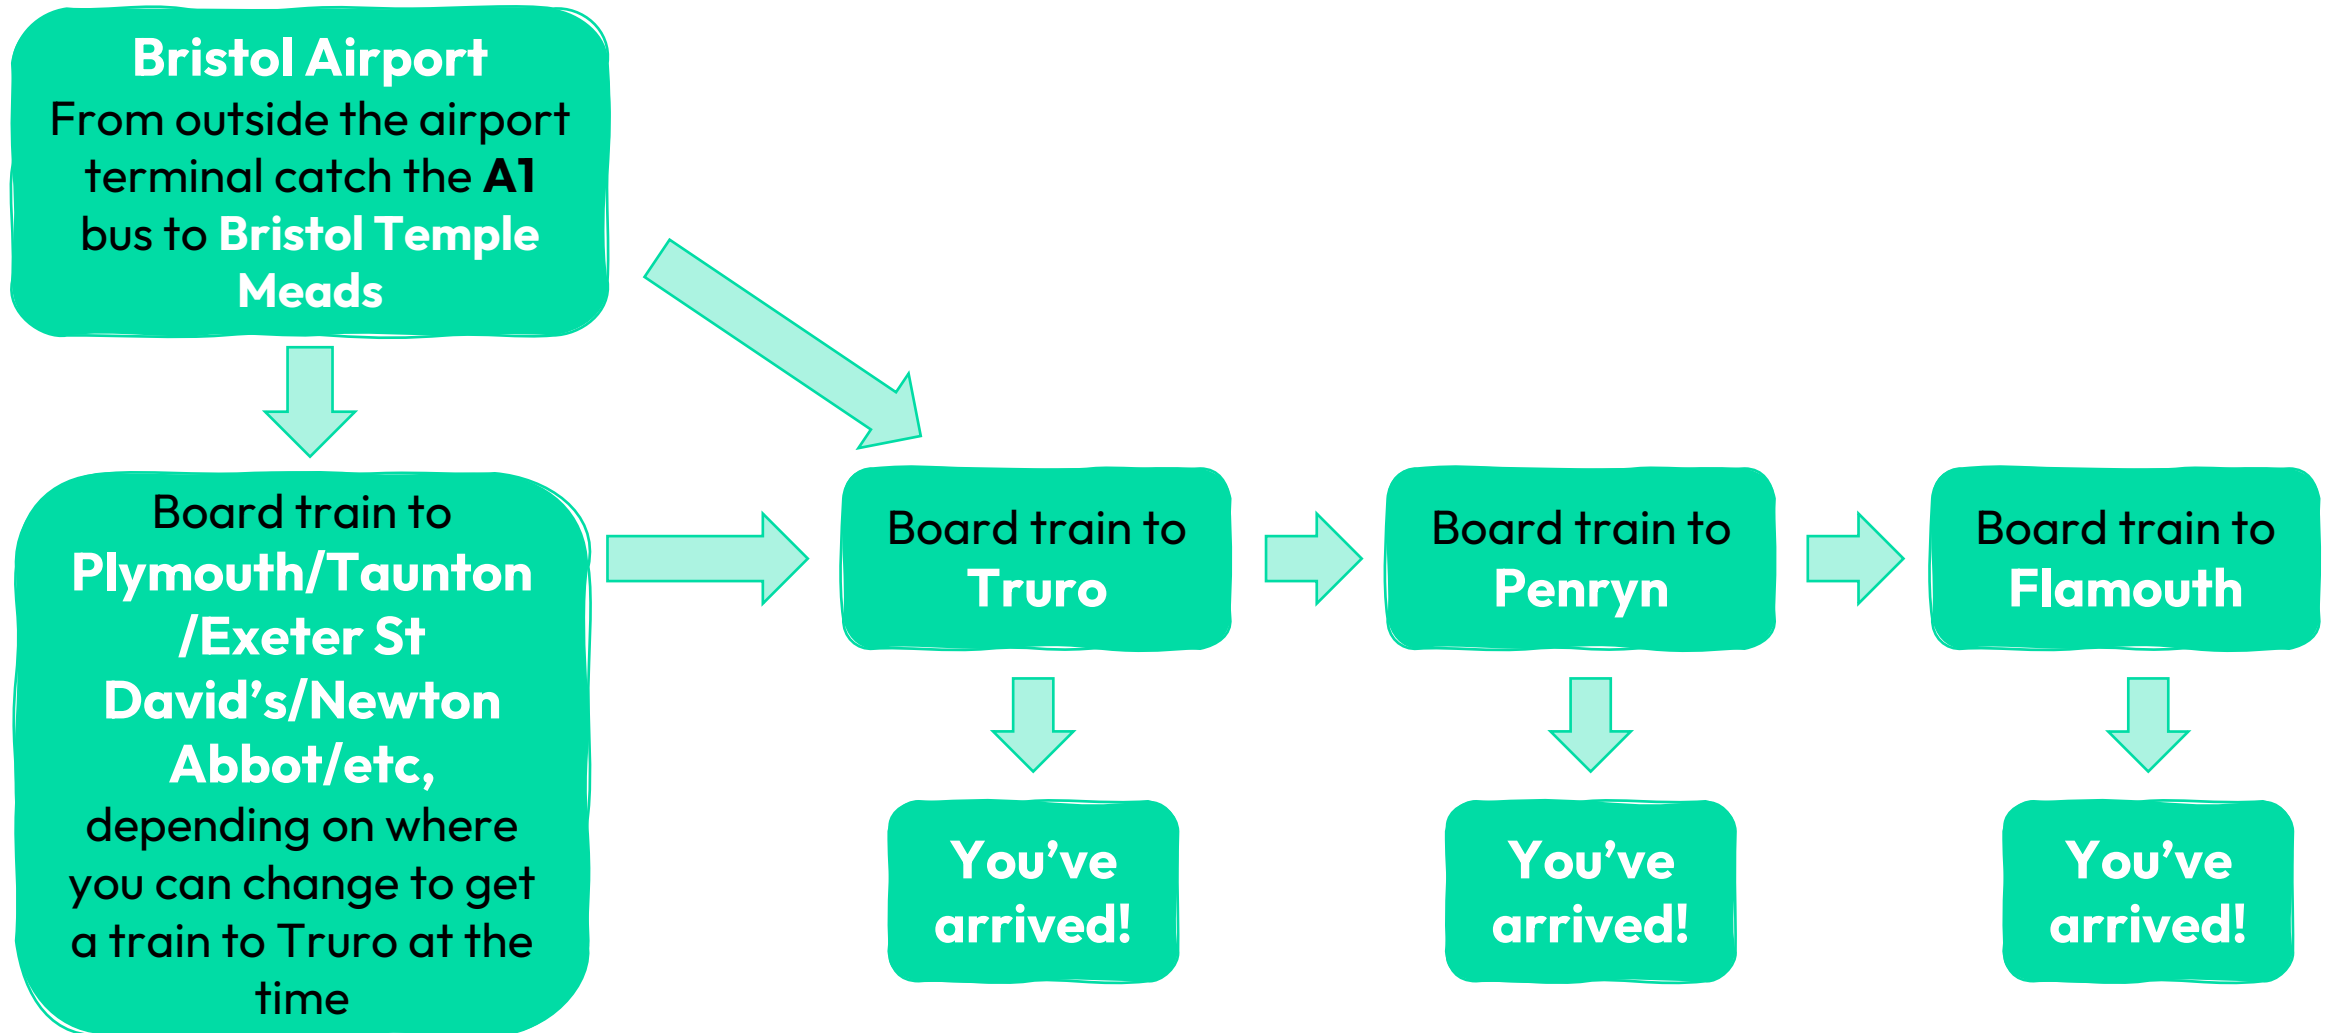 Bristol Airport
From outside the airport
terminal catch the A1
bus to Bristol Temple
Meads
Board train to
Plymouth/Taunton
/Exeter St
David’s/Newton
Abbot/etc,
depending on where
you can change to get
a train to Truro at the
time
Board train to
Truro
Board train to
Penryn
Board train to
Flamouth
You’ve
arrived!
You’ve
arrived!
You’ve
arrived!